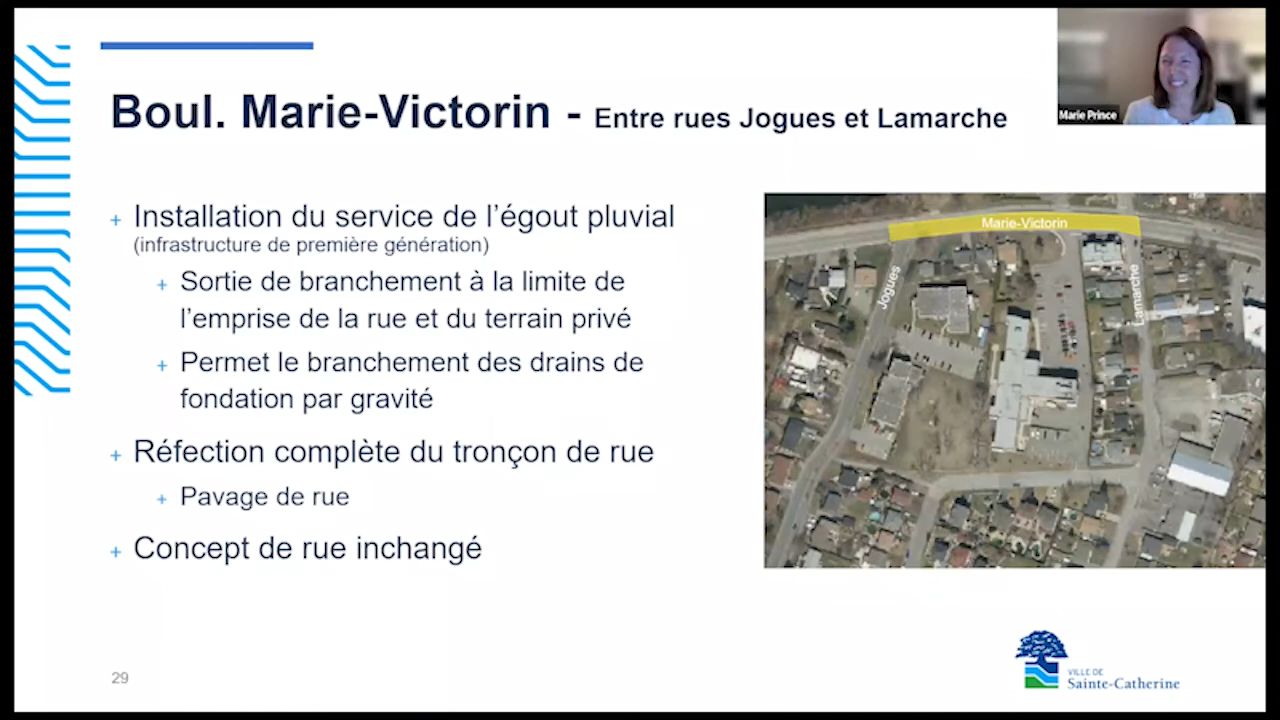 Boul. Marie-Victorin - Entre rues Jogues et Lamarche
Marie Prince
+ Installation du service de l’égout pluvial
(infrastructure de première génération)
+ Sortie de branchement à la limite de
l’emprise de la rue et du terrain privé
+ Permet le branchement des drains de
fondation par gravité
+ Réfection complète du tronçon de rue
+ Pavage de rue
+ Concept de rue inchangé
Marie-Victorin
Jogues
Lamarche
29
VILLE DE
Sainte-Catherine